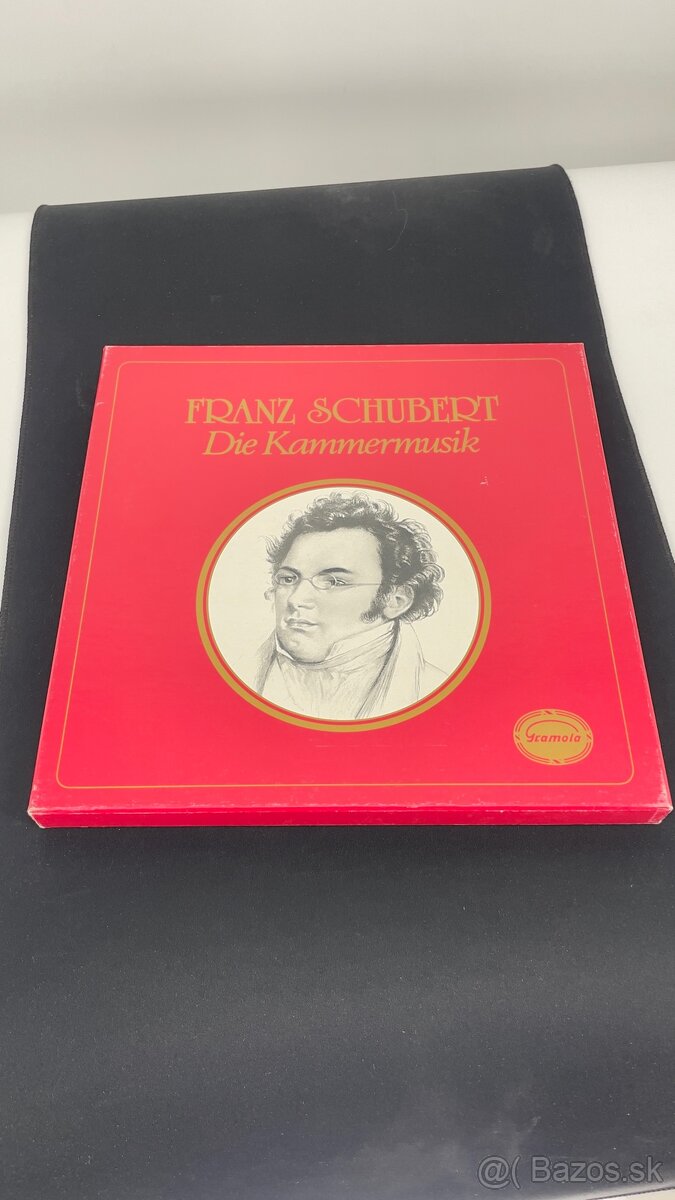 FRANZ SCHUBERT
Die Kammermusik
Gramola
@( Bazos.sk